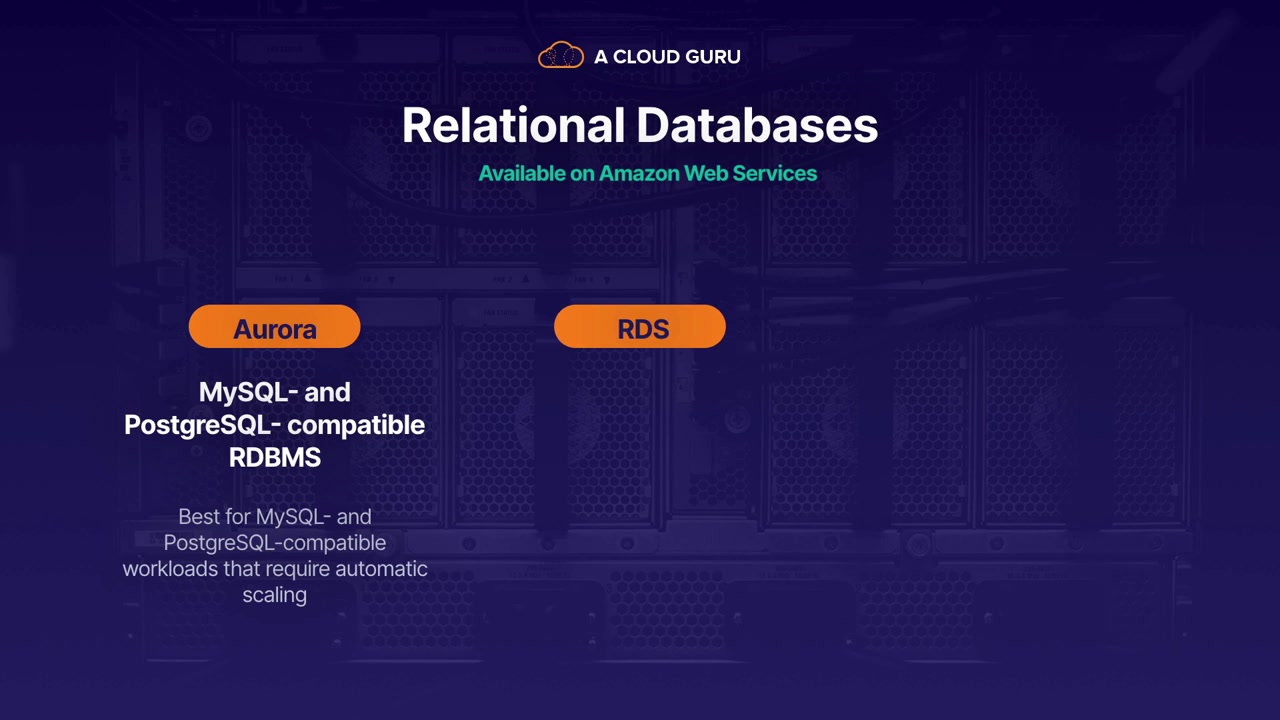 A CLOUD GURU
Relational Databases
Available on Amazon Web Services
Aurora
RDS
MySQL- and
PostgreSQL- compatible
RDBMS
Best for MySQL- and
PostgreSQL-compatible
workloads that require automatic
scaling